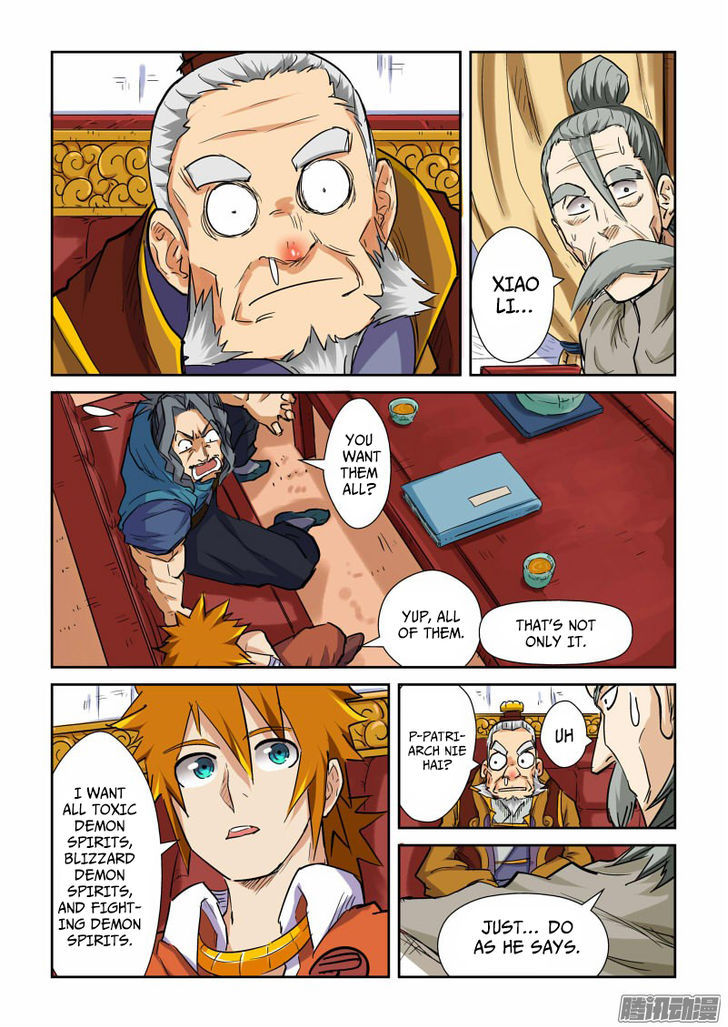 XIAO
LI...
YOU
WANT
THEM
ALL?
YUP, ALL
OF THEM.
THAT'S NOT
ONLY IT.
I WANT
ALL TOXIC
DEMON
SPIRITS,
BLIZZARD
DEMON
SPIRITS,
AND FIGHT-
ING DEMON
SPIRITS.
P-PATRI-
ARCH NIE
HAI?
UH
JUST... DO
AS HE SAYS.
腾讯动漫